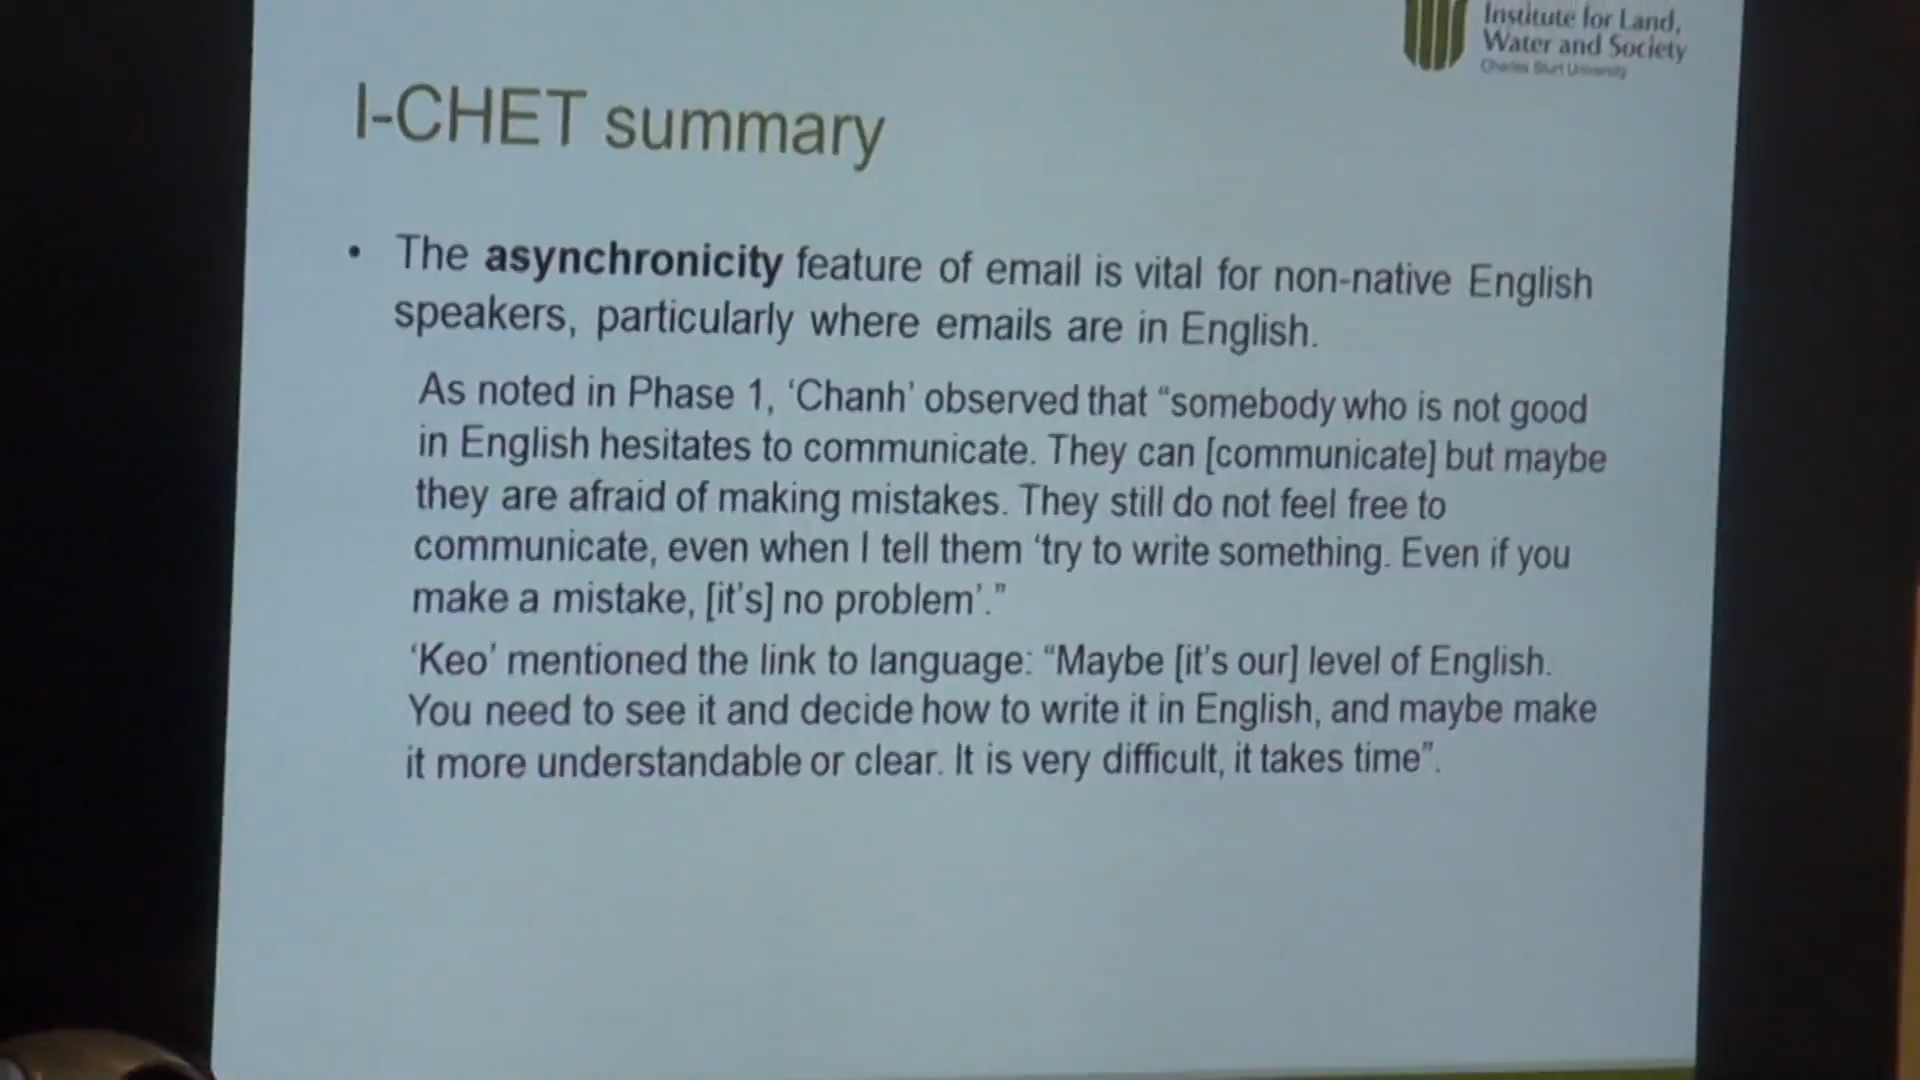 Institute for Land,
Water and Society
Charles Sturt University
I-CHET summary
• The asynchronicity feature of email is vital for non-native English
speakers, particularly where emails are in English.
As noted in Phase 1, ‘Chanh’ observed that “somebody who is not good
in English hesitates to communicate. They can [communicate] but maybe
they are afraid of making mistakes. They still do not feel free to
communicate, even when I tell them ‘try to write something. Even if you
make a mistake, [it’s] no problem’.”
‘Keo’ mentioned the link to language: “Maybe [it’s our] level of English.
You need to see it and decide how to write it in English, and maybe make
it more understandable or clear. It is very difficult, it takes time”.